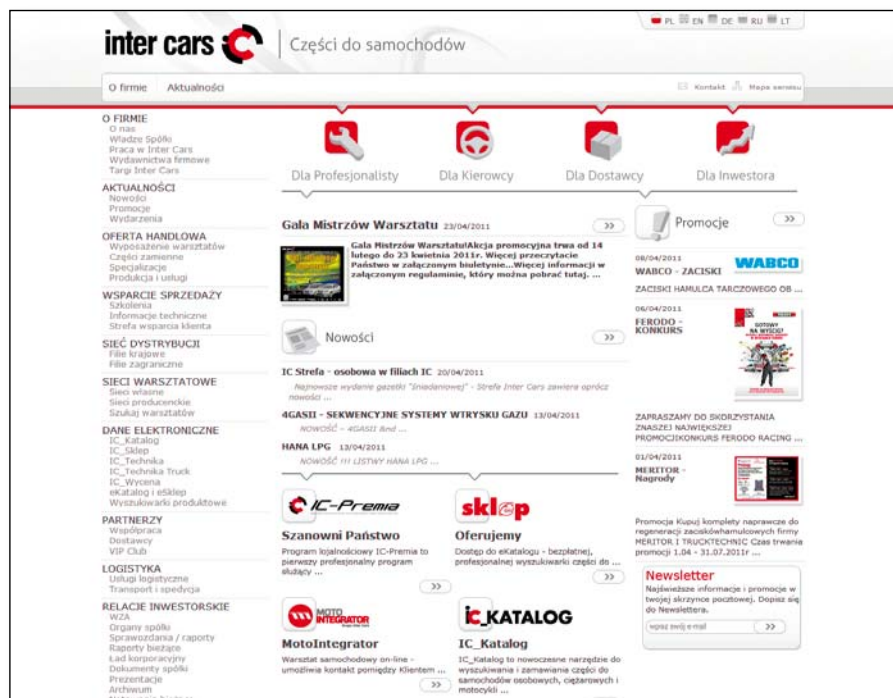 PL EN DE RU LT
inter cars
Części do samochodów
O firmie
Aktualności
Kontakt
Mapa serwisu
O FIRMIE
O nas
Władze Spółki
Praca w Inter Cars
Wydawnictwa firmowe
Targi Inter Cars
AKTUALNOŚCI
Nowości
Promocje
Wydarzenia
OFERTA HANDLOWA
Wyposażenie warsztatów
Części zamienne
Specjalizacje
Produkcja i usługi
WSPARCIE SPRZEDAŻY
Szkolenia
Informacje techniczne
Strefa wsparcia klienta
SIEĆ DYSTRYBUCJI
Filie krajowe
Filie zagraniczne
SIECI WARSZTATOWE
Sieci własne
Sieci producenckie
Szukaj warsztatów
DANE ELEKTRONICZNE
IC_Katalog
IC_Sklep
IC_Technika
IC_Technika Truck
IC_Wycena
eKatalog i eSklep
Wyszukiwarki produktowe
PARTNERZY
Współpraca
Dostawcy
VIP Club
LOGISTYKA
Usługi logistyczne
Transport i spedycja
RELACJE INWESTORSKIE
WZA
Organy spółki
Sprawozdania / raporty
Raporty bieżące
Ład korporacyjny
Dokumenty spółki
Prezentacje
Archiwum
Dla Profesjonalisty
Dla Kierowcy
Dla Dostawcy
Dla Inwestora
Gala Mistrzów Warsztatu 23/04/2011
>>
Gala Mistrzów Warsztatu!Akcja promocyjna trwa od 14
lutego do 23 kwietnia 2011r. Więcej przeczytacie
Państwo w załączonym biuletynie...Więcej informacji w
załączonym regulaminie, który można pobrać tutaj. ...
Nowości
>>
IC Strefa - osobowa w filiach IC 20/04/2011
Najnowsze wydanie gazetki "śniadaniowej" - Strefa Inter Cars zawiera oprócz
nowości ...
4GASII - SEKWENCYJNE SYSTEMY WTRYSKU GAZU 13/04/2011
NOWOŚĆ - 4GASII &nd ...
HANA LPG 13/04/2011
NOWOŚĆ !!! LISTWY HANA LPG ...
IC-Premia
Szanowni Państwo
Program lojalnościowy IC-Premia to
pierwszy profesjonalny program
służący ...
>>
sklep
Oferujemy
Dostęp do eKatalogu - bezpłatnej,
profesjonalnej wyszukiwarki części do ...
>>
MOTO
INTEGRATOR
MotoIntegrator
Warsztat samochodowy on-line -
umożliwia kontakt pomiędzy Klientem ...
>>
IC_KATALOG
IC_Katalog
IC_Katalog to nowoczesne narzędzie do
wyszukiwania i zamawiania części do
samochodów osobowych, ciężarowych i
motocykli ...
Promocje
>>
08/04/2011
WABCO - ZACISKI
WABCO
ZACISKI HAMULCA TARCZOWEGO OB ...
06/04/2011
FERODO -
KONKURS
GOTOWY
NA WYŚCIG?
ZAPRASZAMY DO SKORZYSTANIA
ZNASZEJ NAJWIĘKSZEJ
PROMOCJIKONKURS FERODO RACING ...
01/04/2011
MERITOR -
Nagrody
Promocja Kupuj komplety naprawcze do
regeneracji zaciskówhamulcowych firmy
MERITOR I TRUCKTECHNIC Czas trwania
promocji 1.04 - 31.07.2011r ...
>>
Newsletter
Najświeższe informacje i promocje w
twojej skrzynce pocztowej. Dopisz się
do Newslettera.
wpisz swój e-mail
>>